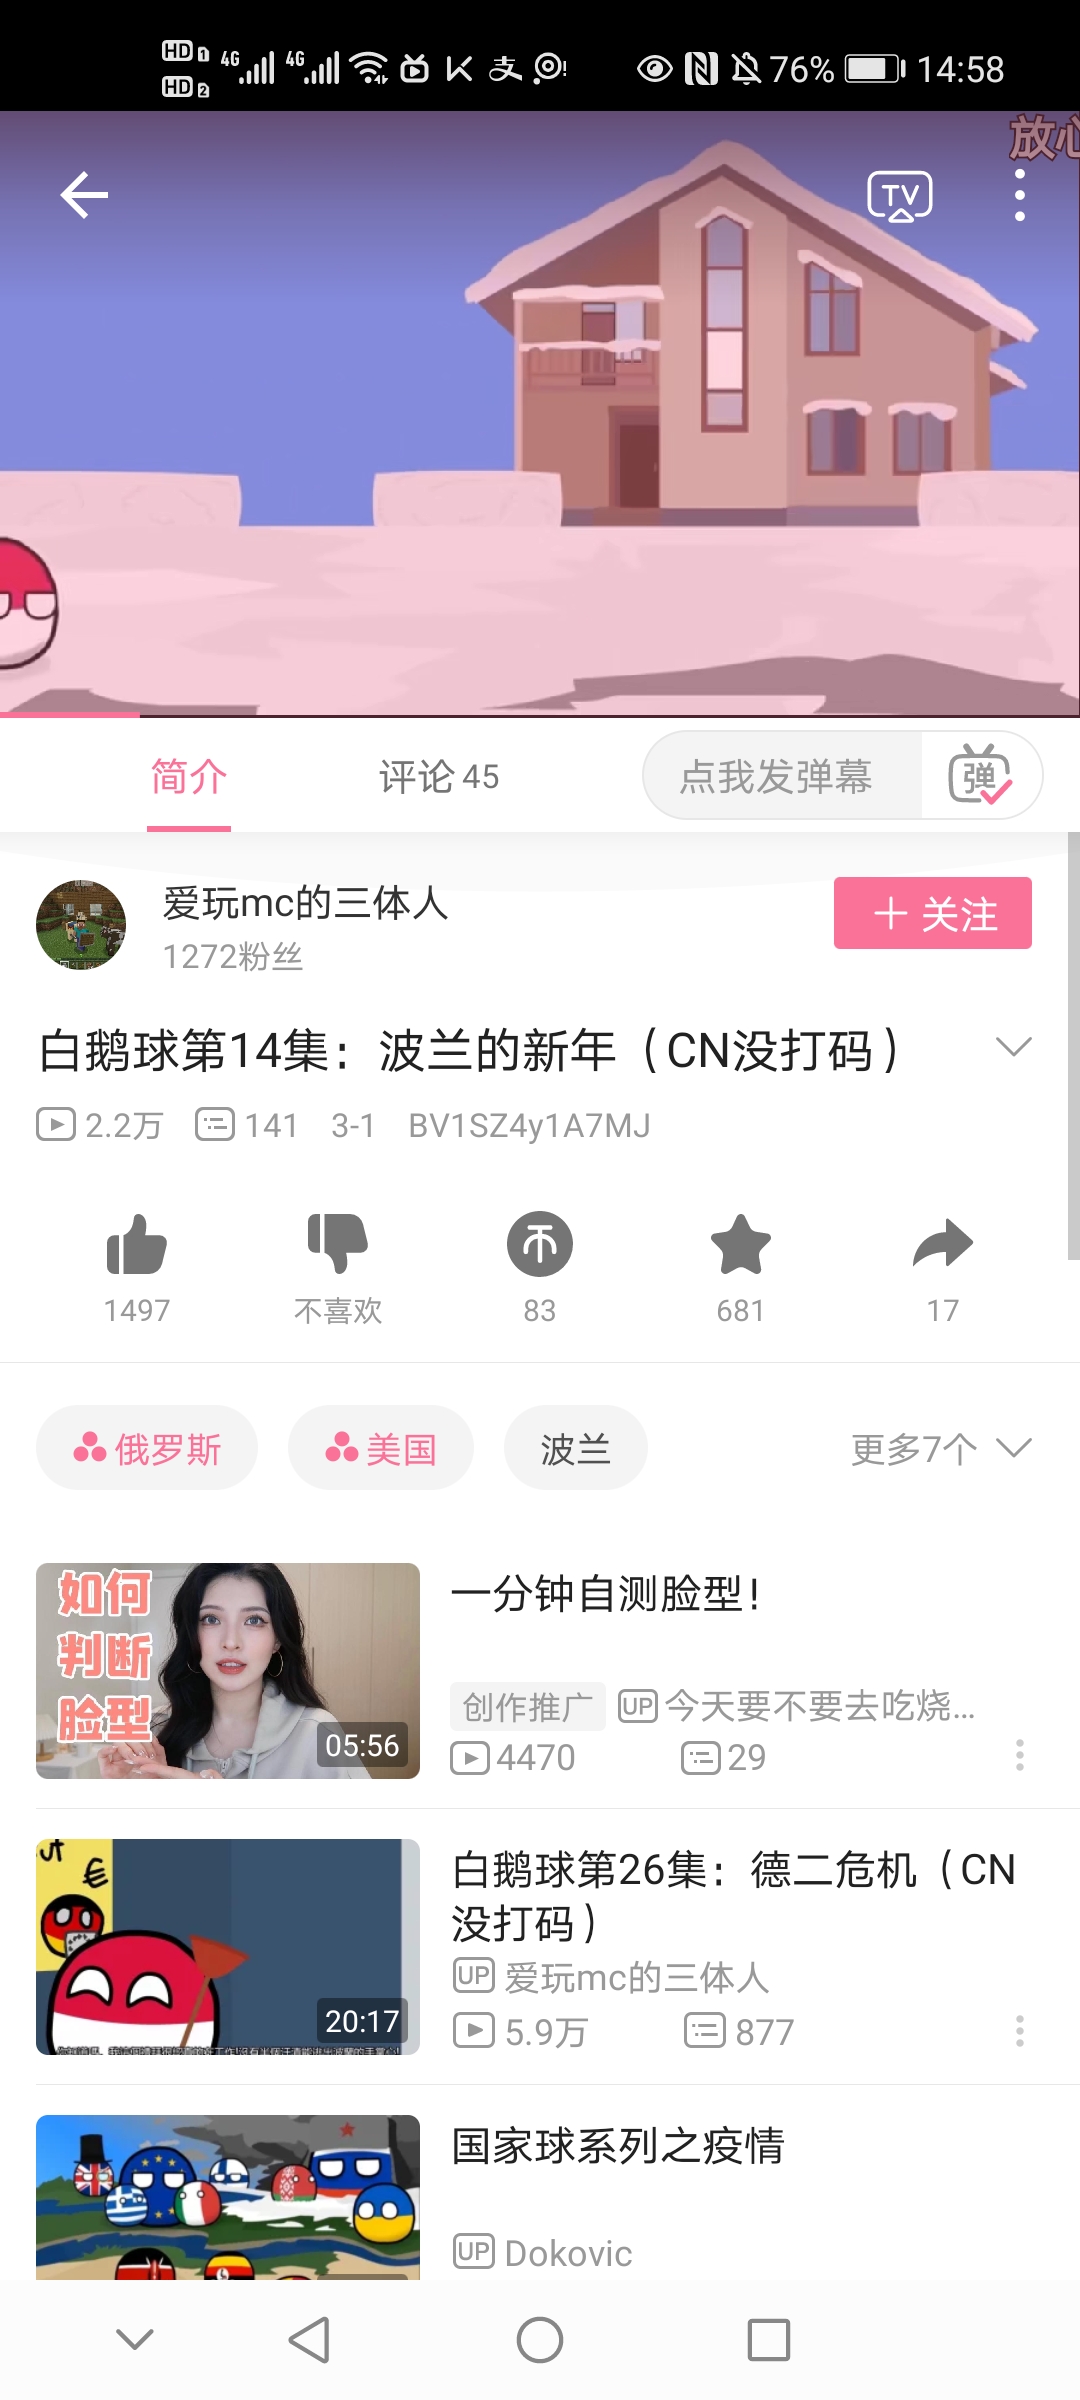 HD 1 4G 4G 76% 14:58
HD 2
放心
TV
简介 评论 45 点我发弹幕 弹
爱玩mc的三体人
1272粉丝
+ 关注
白鹅球第14集：波兰的新年（CN没打码）
2.2万 141 3-1 BV1SZ4y1A7MJ
1497 不喜欢 83 681 17
俄罗斯 美国 波兰 更多7个
如何
判断
脸型
05:56
一分钟自测脸型！
创作推广 UP 今天要不要去吃烧...
4470 29
€
20:17
白鹅球第26集：德二危机（CN
没打码）
UP 爱玩mc的三体人
5.9万 877
国家球系列之疫情
UP Dokovic